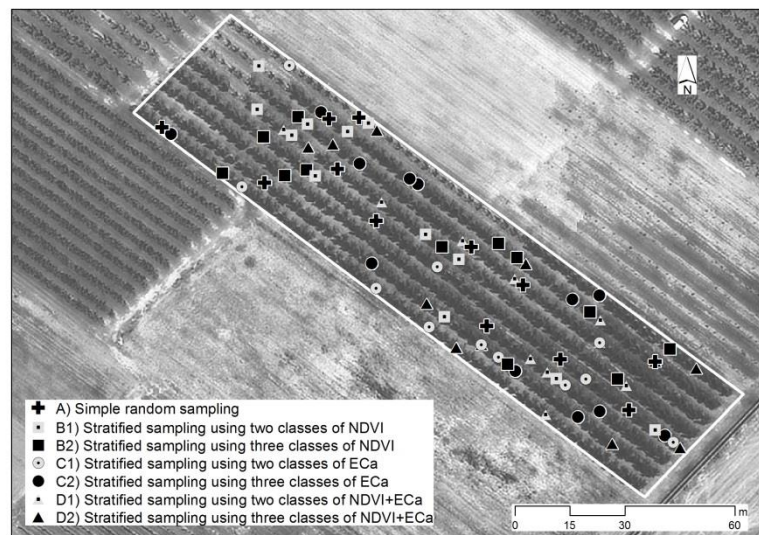 N
A) Simple random sampling
B1) Stratified sampling using two classes of NDVI
B2) Stratified sampling using three classes of NDVI
C1) Stratified sampling using two classes of ECa
C2) Stratified sampling using three classes of ECa
D1) Stratified sampling using two classes of NDVI+ECa
D2) Stratified sampling using three classes of NDVI+ECa
0 15 30 60 m